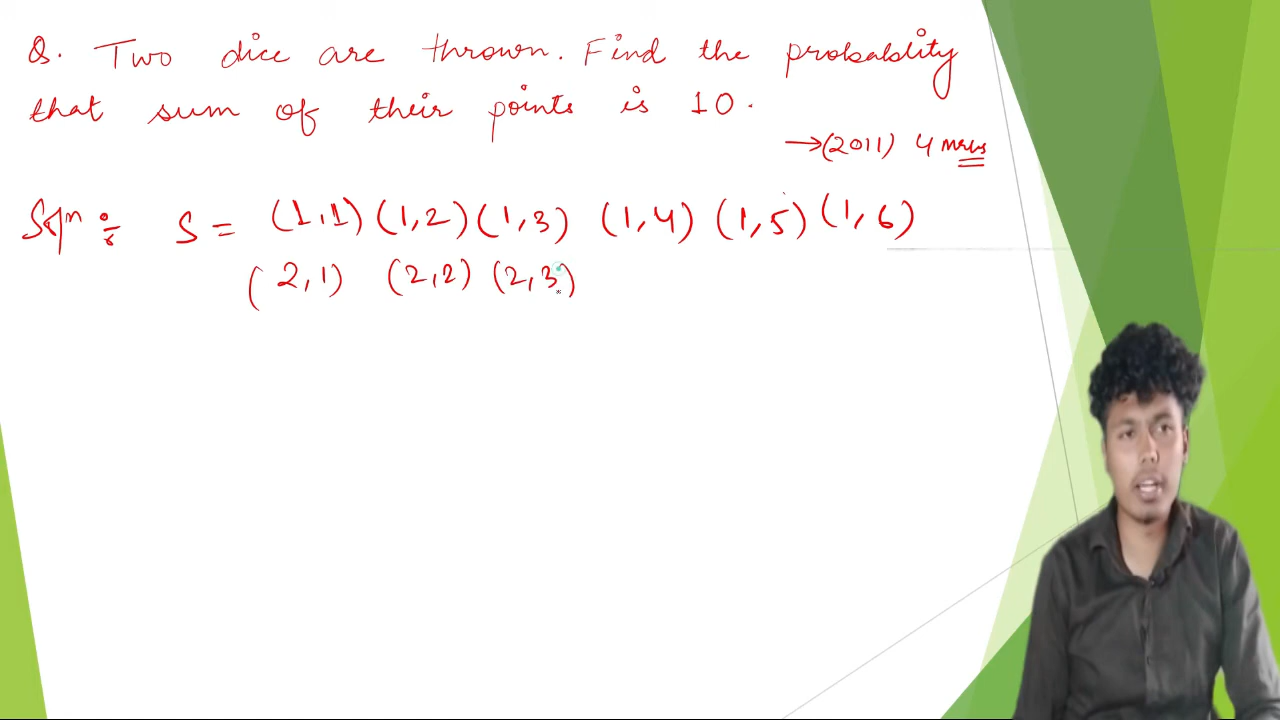 Q. Two dice are thrown. Find the probability
that sum of their points is 10.
→(2011) 4 marks
Solⁿ ÷ S = (1,1) (1,2) (1,3) (1,4) (1,5) (1,6)
(2,1) (2,2) (2,3)